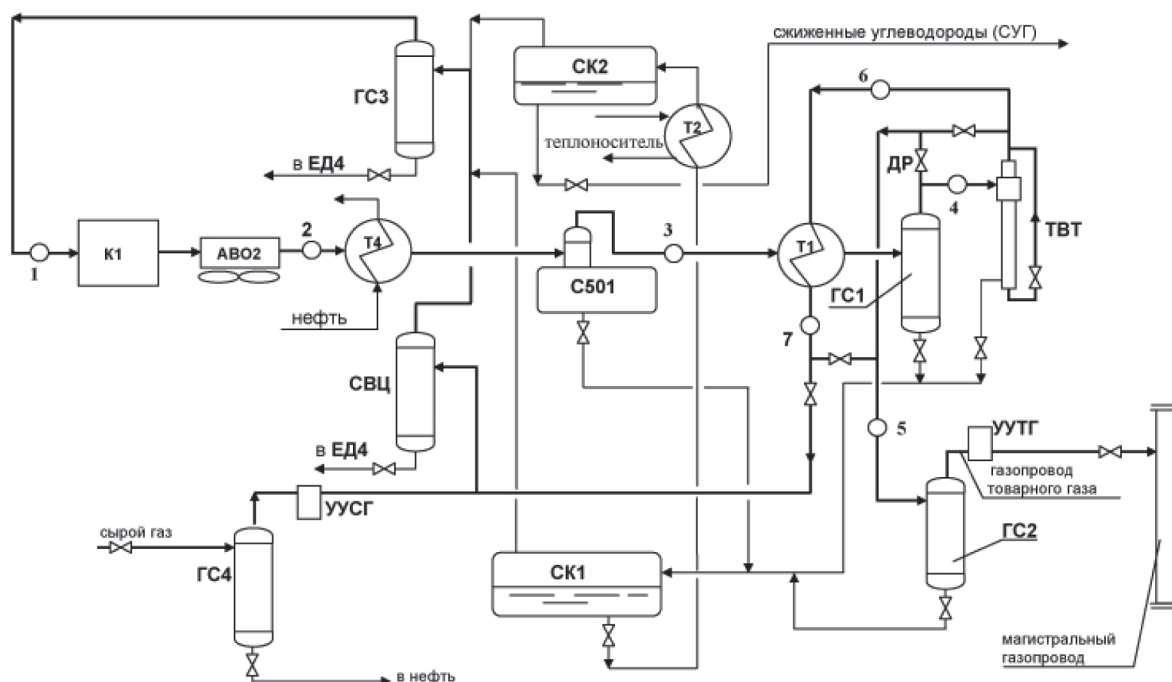 сжиженные углеводороды (СУГ)
СК2
6
ГС3
Т2
теплоноситель
в ЕД4
ДР
4
ТВТ
2
3
К1
АВО2
Т4
Т1
1
С501
ГС1
нефть
7
СВЦ
5
УУТГ
в ЕД4
газопровод
товарного газа
УУСГ
сырой газ
ГС2
ГС4
СК1
магистральный
газопровод
в нефть